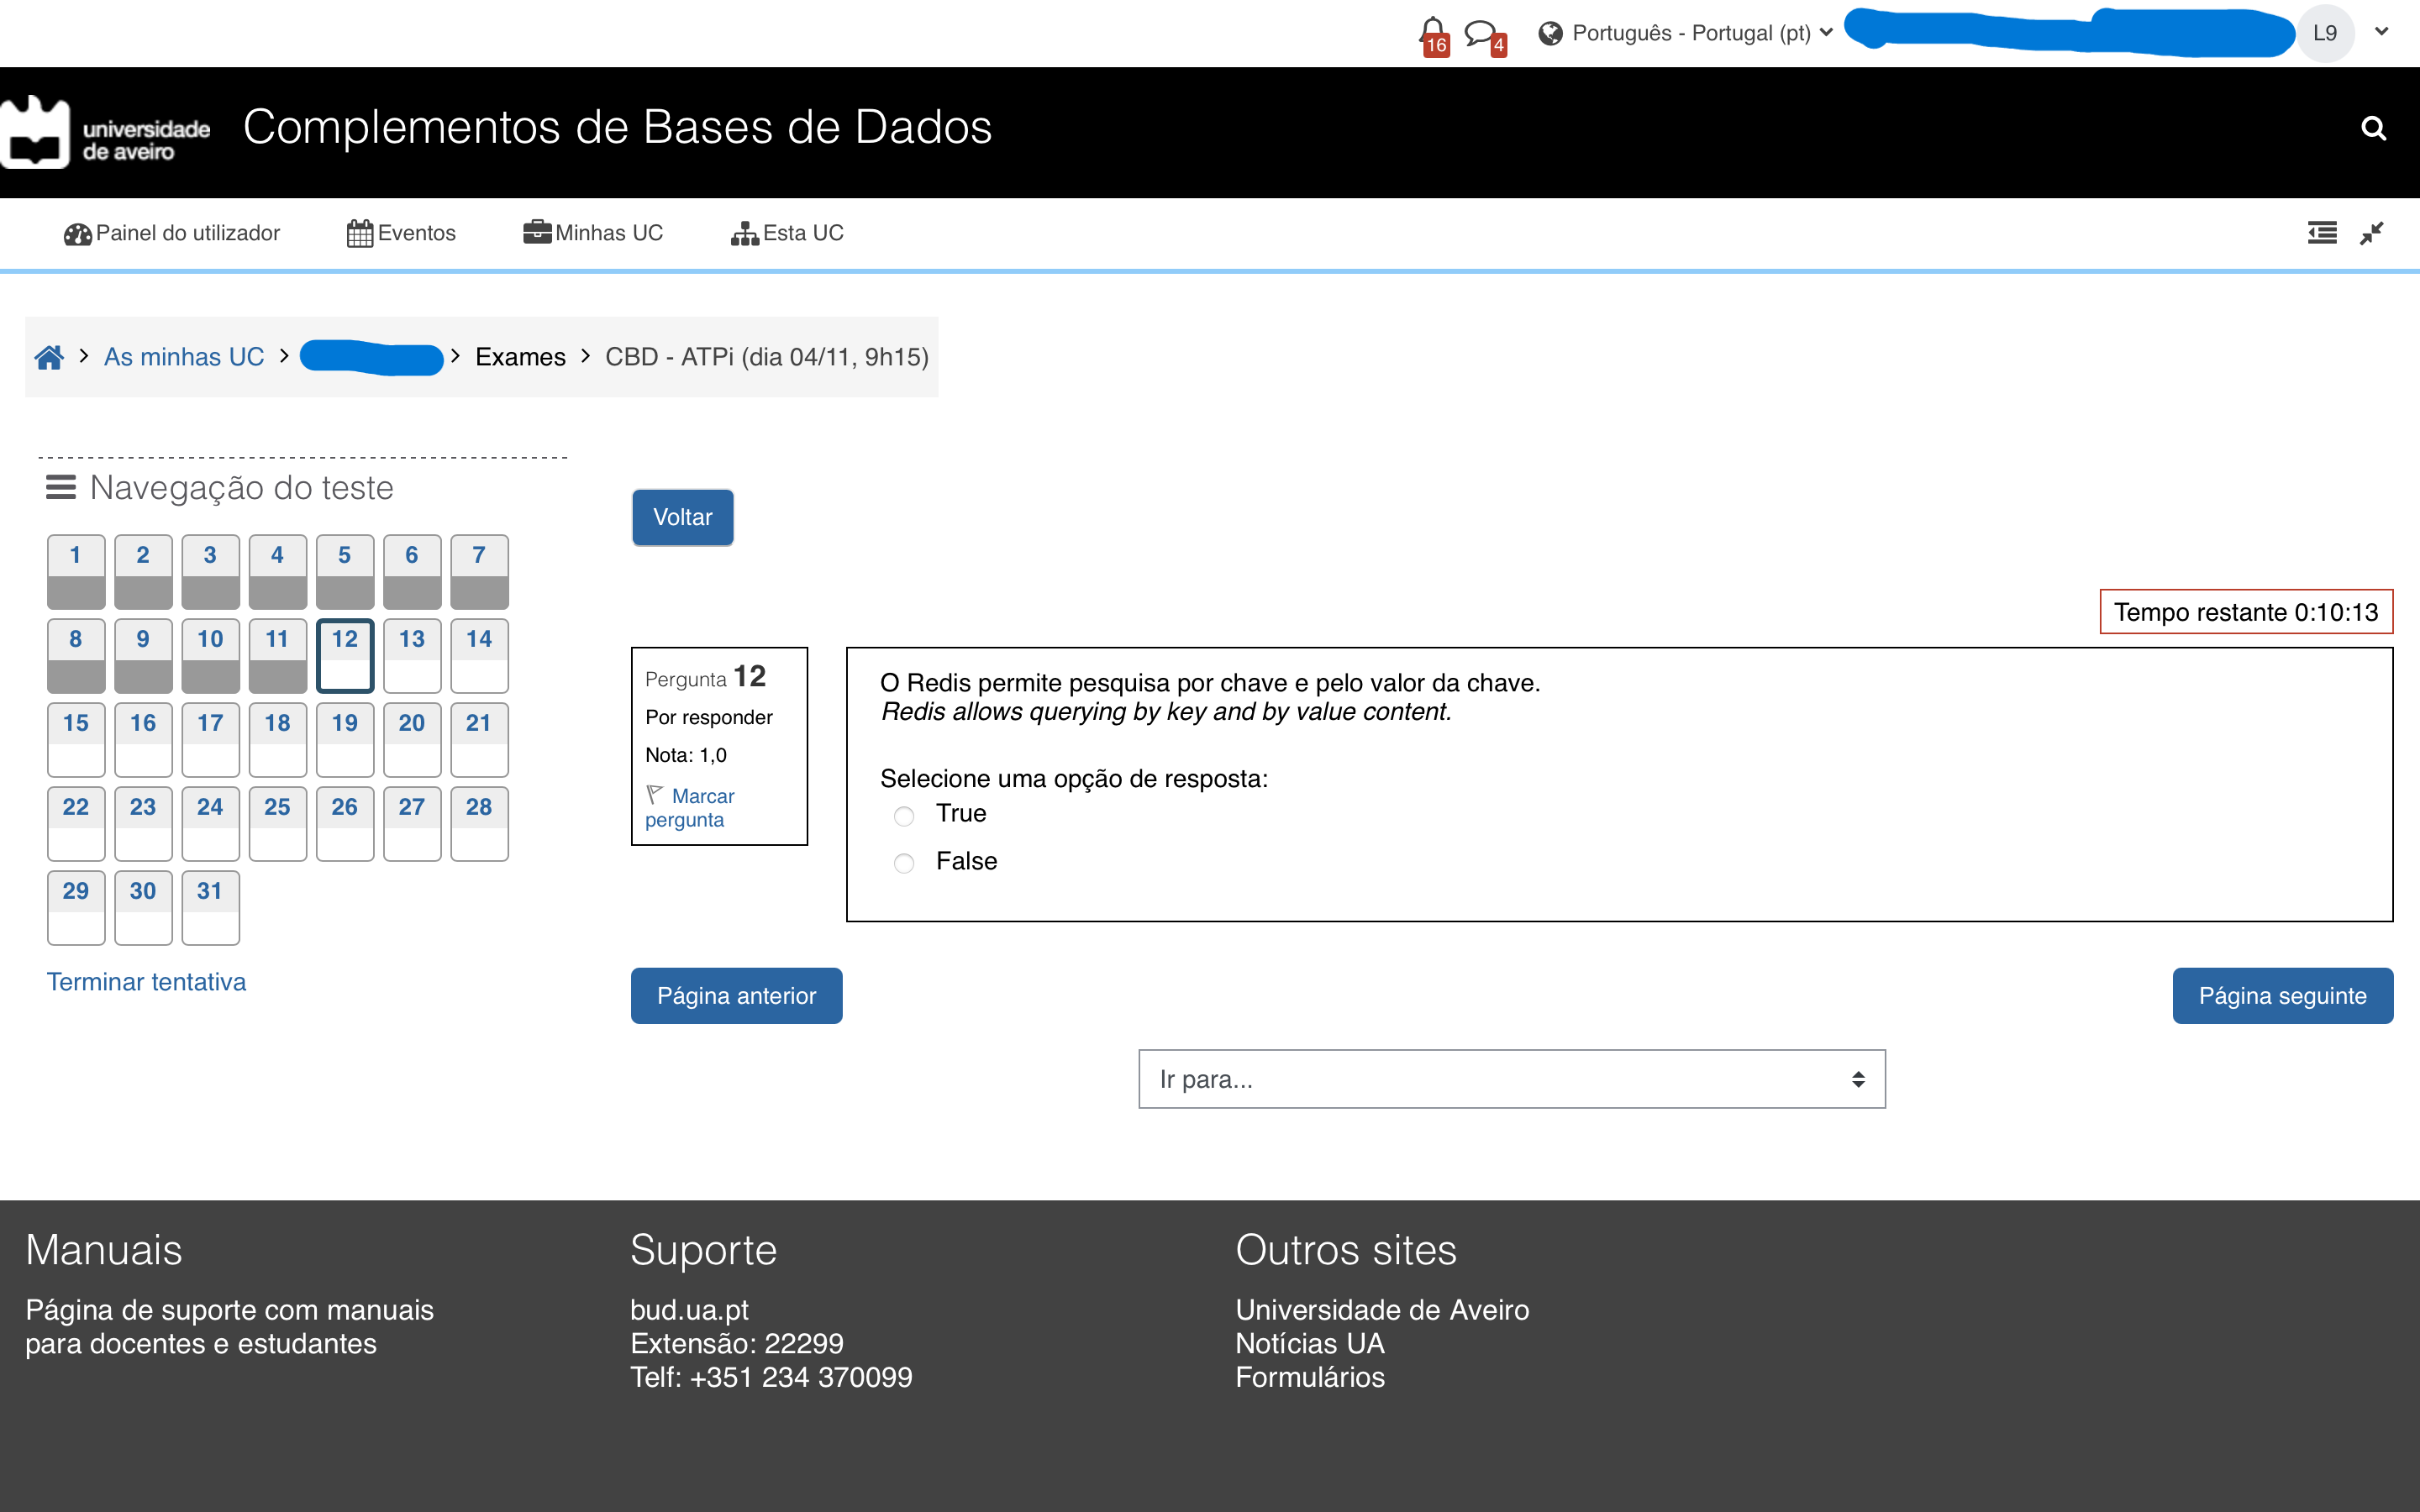 16
4
Português - Portugal (pt)
L9
universidade
de aveiro
Complementos de Bases de Dados
Painel do utilizador
Eventos
Minhas UC
Esta UC
As minhas UC
Exames
CBD - ATPi (dia 04/11, 9h15)
Navegação do teste
1 2 3 4 5 6 7
8 9 10 11 12 13 14
15 16 17 18 19 20 21
22 23 24 25 26 27 28
29 30 31
Terminar tentativa
Voltar
Tempo restante 0:10:13
Pergunta 12
Por responder
Nota: 1,0
Marcar
pergunta
O Redis permite pesquisa por chave e pelo valor da chave.
Redis allows querying by key and by value content.
Selecione uma opção de resposta:
True
False
Página anterior
Página seguinte
Ir para...
Manuais
Página de suporte com manuais
para docentes e estudantes
Suporte
bud.ua.pt
Extensão: 22299
Telf: +351 234 370099
Outros sites
Universidade de Aveiro
Notícias UA
Formulários